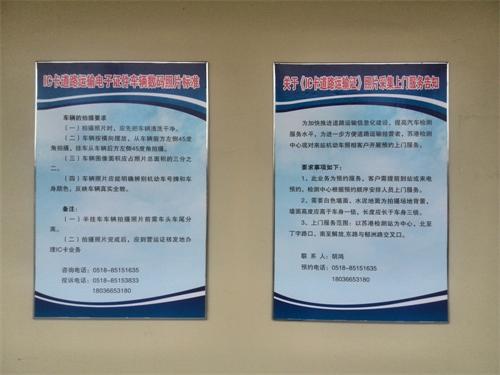 IC卡道路运输电子证件车辆数码照片标准
车辆的拍摄要求
（一）拍摄照片时，应先把车辆清洗干净。
（二）车辆按横向摆放，从车辆前方左侧45度
角拍摄，挂车从车辆后方左侧45度角拍摄。
（三）车辆图像面积应占照片总面积的三分之
二。
（四）车辆照片应能明确辨别机动车号牌和车
身颜色，反映车辆真实全貌。
备注：
（一）半挂车车辆拍摄照片前需车头车尾分
离。
（二）拍摄照片完成后，应到营运证核发地办
理IC卡业务
咨询电话：0518-85151635
投诉电话：0518-85153833
18036653180
关于《IC卡道路运输证》照片采集上门服务告知
为加快推进道路运输信息化建设，提高汽车检测
服务水平，为进一步方便道路运输经营者，苏港检测
中心或对来运机动车照相客户开展预约上门服务。
要求事项如下：
1、此业务为预约服务，客户需提前到站或来电
预约，检测中心根据预约顺序安排人员上门服务。
2、需要白色墙面、水泥地面为拍摄场地背景，
墙面高度应高于车身一倍，长度应长于车身三倍。
3、上门服务范围：以苏港检测站为中心，北至
丁字路口，南至解放东路与郁洲路交叉口。
联 系 人：胡鸿
预约电话：0518-85151635
18036653180